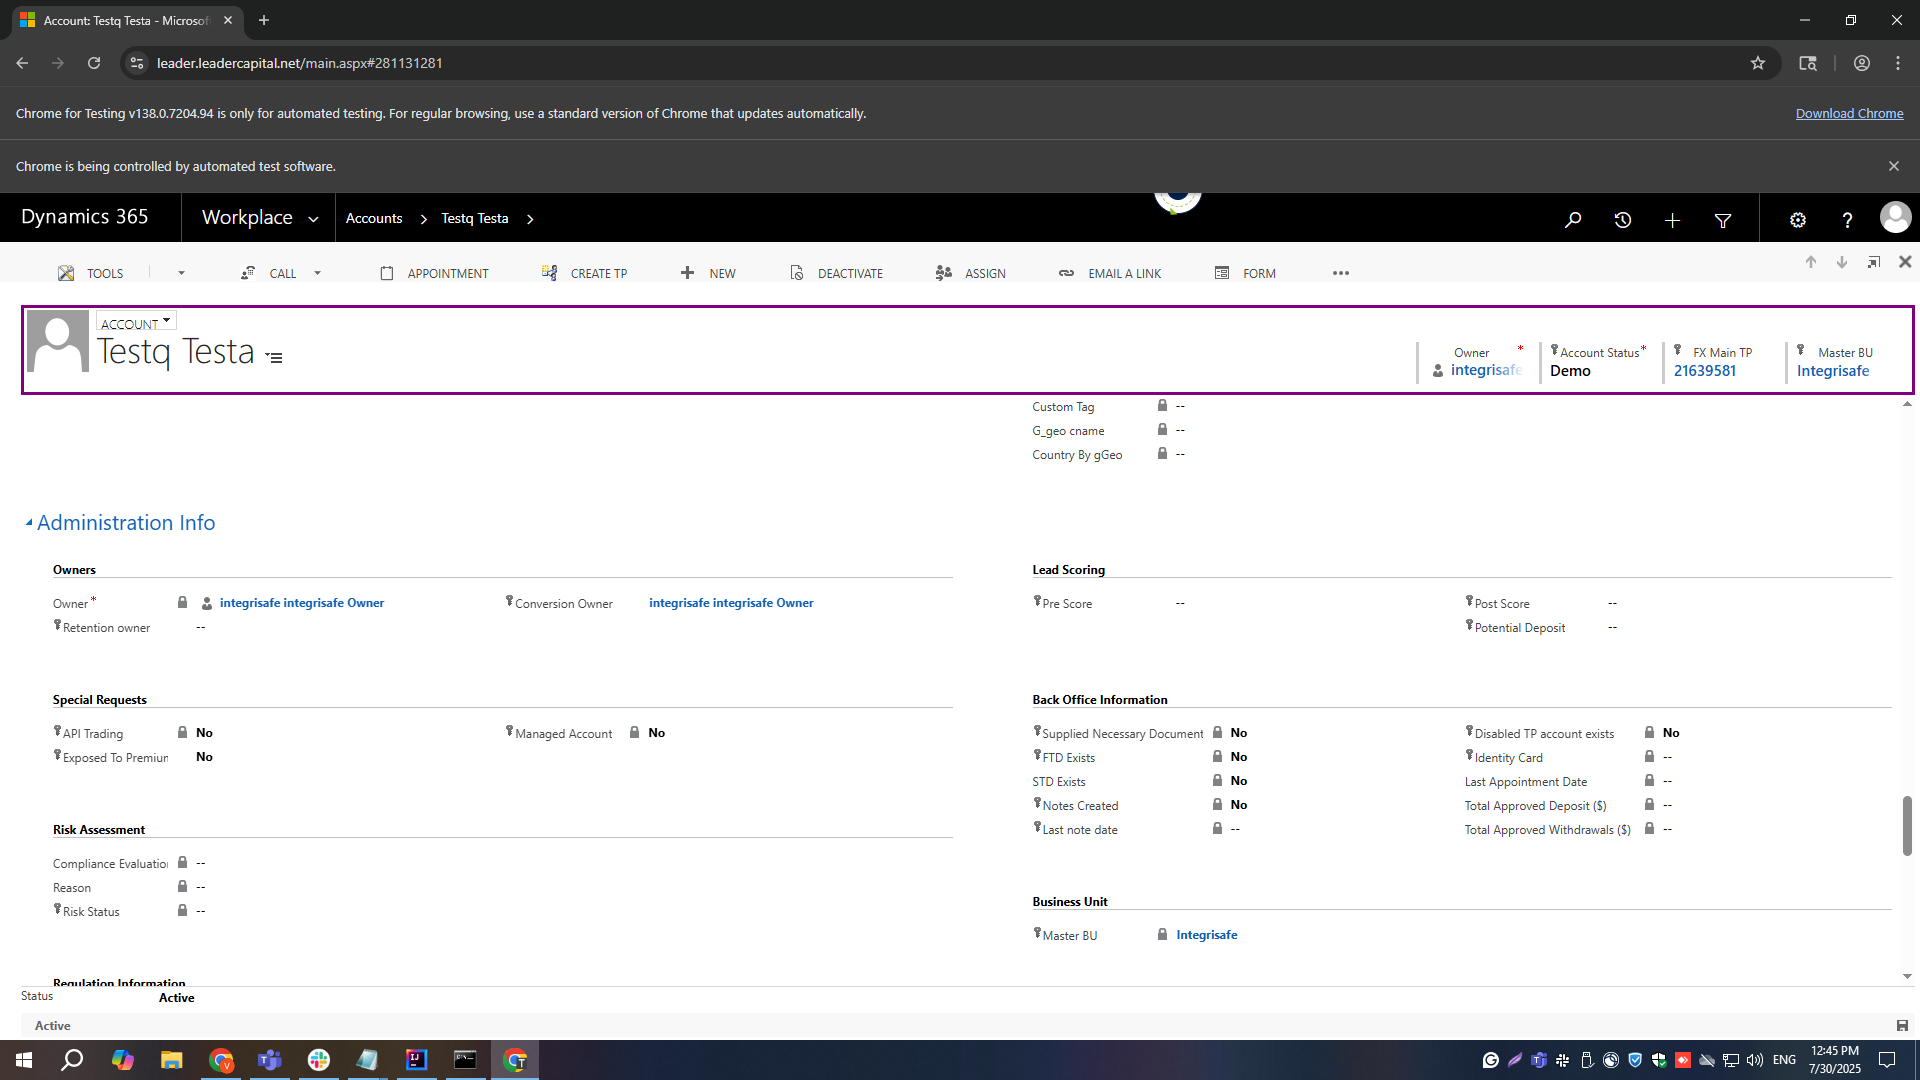 Account: Testq Testa - Microsof
leader.leadercapital.net/main.aspx#281131281
Chrome for Testing v138.0.7204.94 is only for automated testing. For regular browsing, use a standard version of Chrome that updates automatically.
Download Chrome
Chrome is being controlled by automated test software.
Dynamics 365
Workplace
Accounts
Testq Testa
TOOLS
CALL
APPOINTMENT
CREATE TP
NEW
DEACTIVATE
ASSIGN
EMAIL A LINK
FORM
ACCOUNT
Testq Testa
Owner *
integrisafe
Account Status *
Demo
FX Main TP
21639581
Master BU
Integrisafe
Custom Tag --
G_geo cname --
Country By gGeo --
Administration Info
Owners
Owner * integrisafe integrisafe Owner
Conversion Owner integrisafe integrisafe Owner
Retention owner --
Lead Scoring
Pre Score --
Post Score --
Potential Deposit --
Special Requests
API Trading No
Managed Account No
Exposed To Premiun No
Back Office Information
Supplied Necessary Document No
Disabled TP account exists No
FTD Exists No
Identity Card --
STD Exists No
Last Appointment Date --
Notes Created No
Total Approved Deposit ($) --
Last note date --
Total Approved Withdrawals ($) --
Risk Assessment
Compliance Evaluation --
Reason --
Risk Status --
Business Unit
Master BU Integrisafe
Regulation Information
Status Active
Active
ENG
12:45 PM
7/30/2025